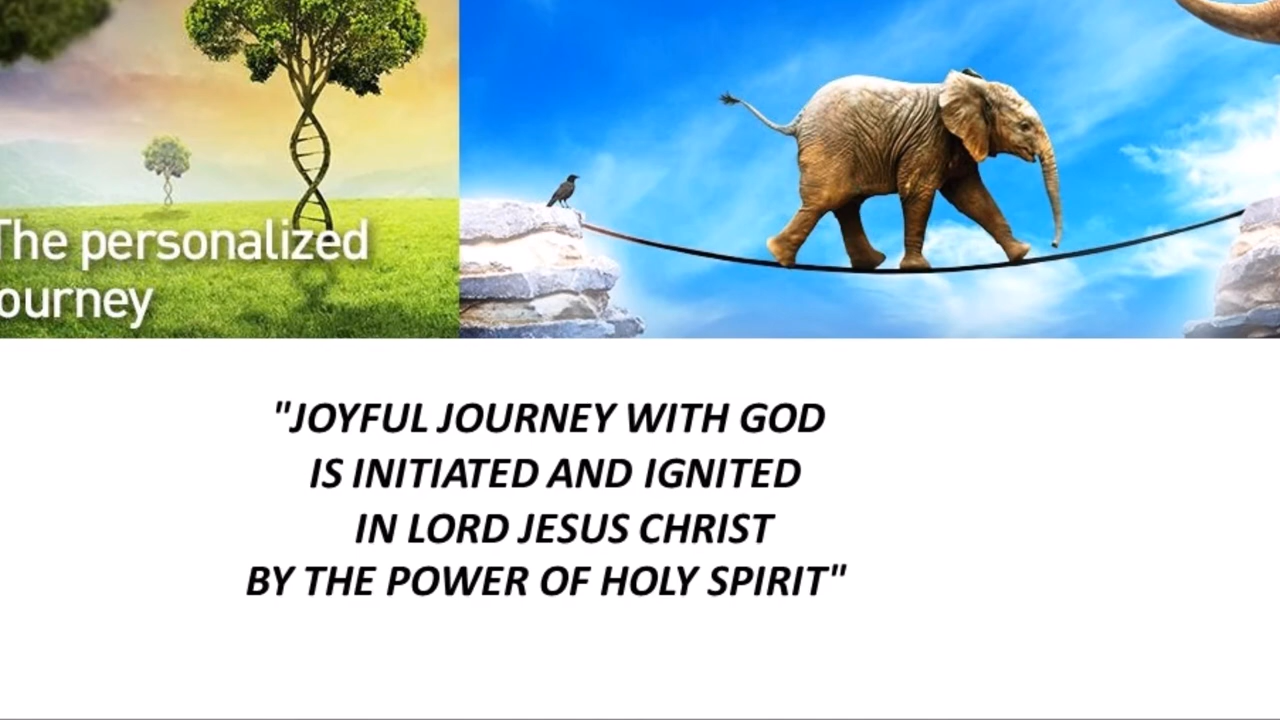 The personalized
ourney
"JOYFUL JOURNEY WITH GOD
IS INITIATED AND IGNITED
IN LORD JESUS CHRIST
BY THE POWER OF HOLY SPIRIT"